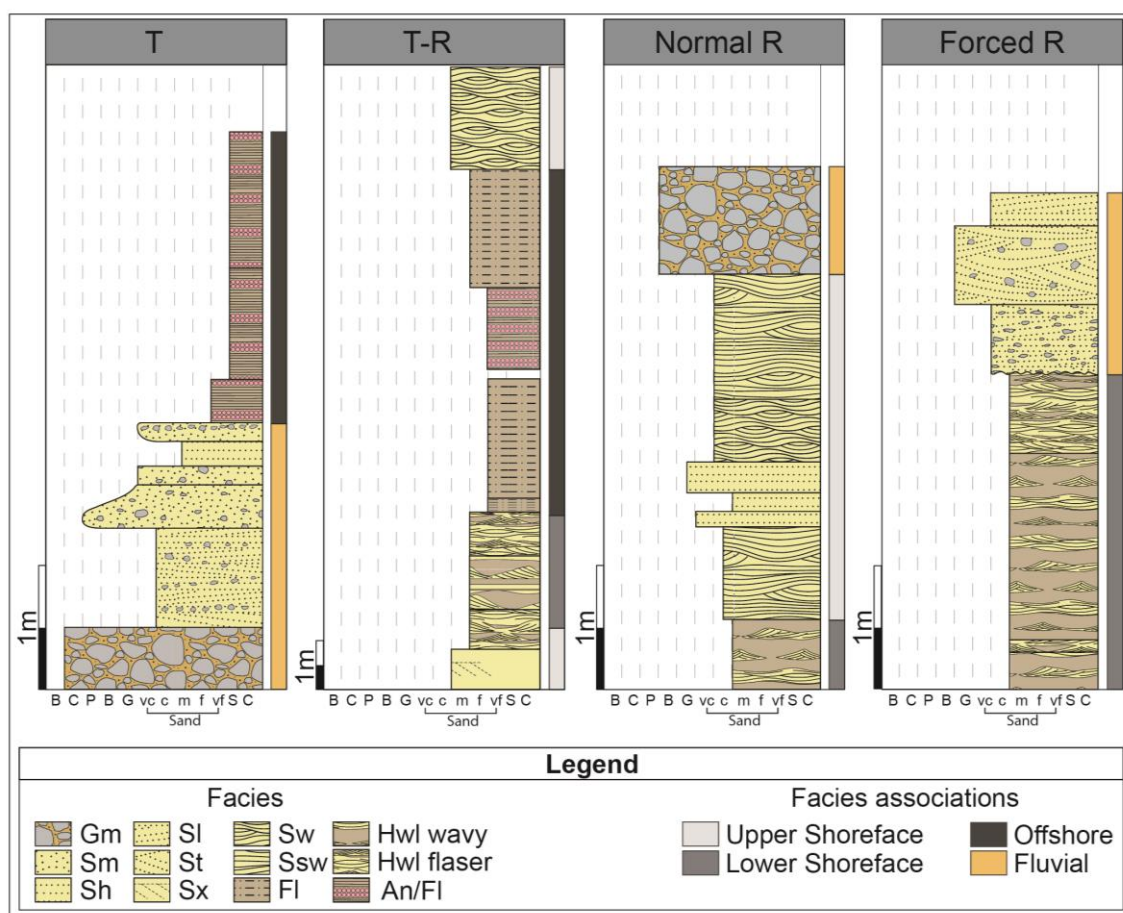 T
T-R
Normal R
Forced R
1m
1m
1m
1m
B C P B G vc c m f vf S C
Sand
B C P B G vc c m f vf S C
Sand
B C P B G vc c m f vf S C
Sand
B C P B G vc c m f vf S C
Sand
Legend
Facies
Gm
Sl
Sw
Hwl wavy
Sm
St
Ssw
Hwl flaser
Sh
Sx
Fl
An/Fl
Facies associations
Upper Shoreface
Offshore
Lower Shoreface
Fluvial